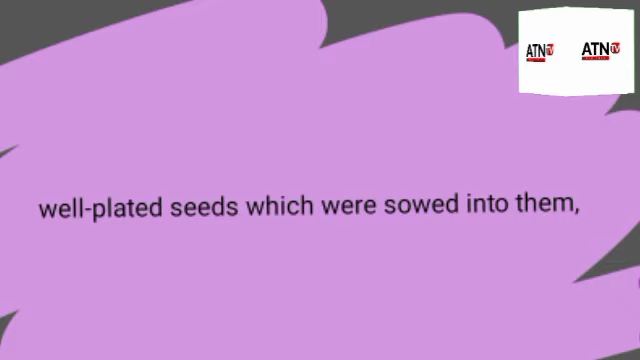 ATN TV
ATN TV
well-plated seeds which were sowed into them,